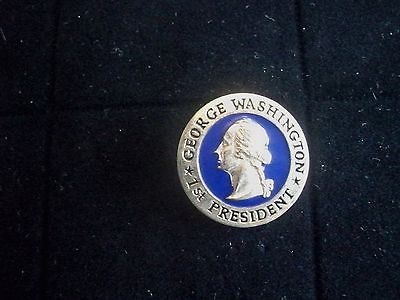 ★ GEORGE WASHINGTON ★
1st PRESIDENT